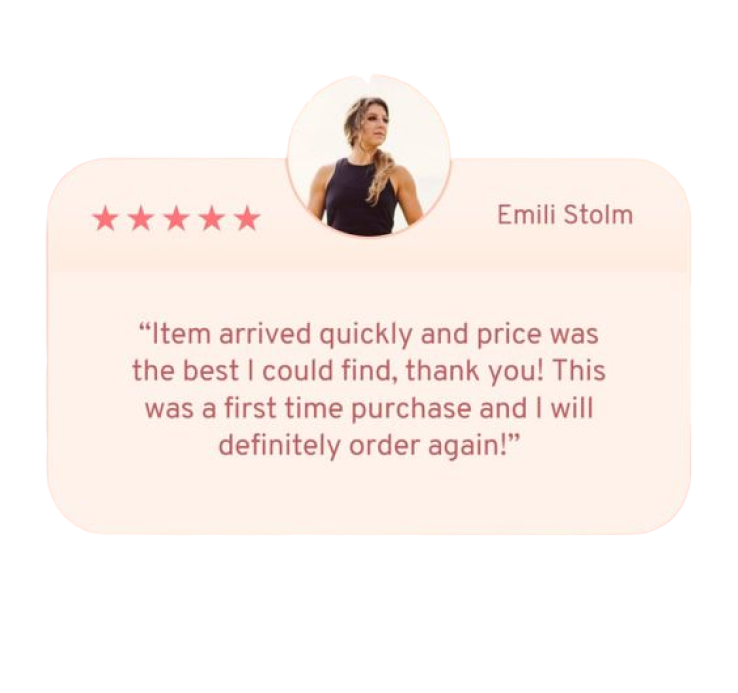 Emili Stolm
“Item arrived quickly and price was
the best I could find, thank you! This
was a first time purchase and I will
definitely order again!”